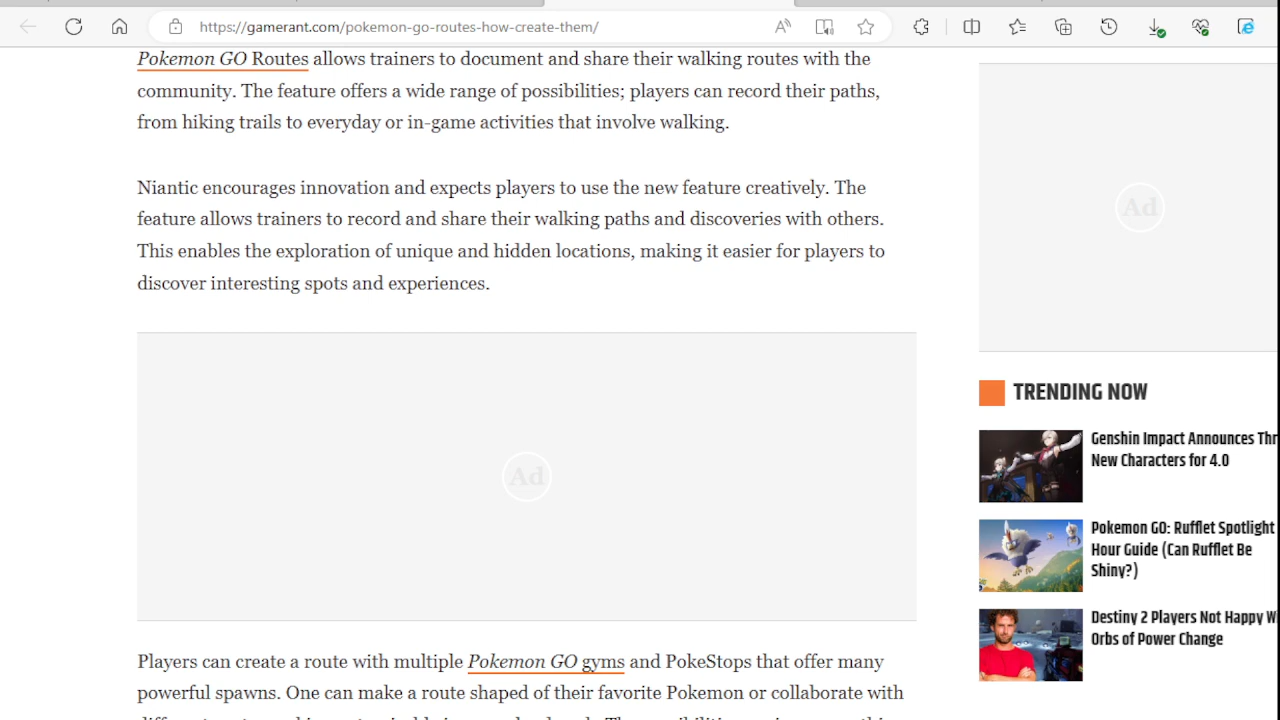 https://gamerant.com/pokemon-go-routes-how-create-them/
Pokemon GO Routes allows trainers to document and share their walking routes with the
community. The feature offers a wide range of possibilities; players can record their paths,
from hiking trails to everyday or in-game activities that involve walking.
Niantic encourages innovation and expects players to use the new feature creatively. The
feature allows trainers to record and share their walking paths and discoveries with others.
This enables the exploration of unique and hidden locations, making it easier for players to
discover interesting spots and experiences.
Ad
Players can create a route with multiple Pokemon GO gyms and PokeStops that offer many
powerful spawns. One can make a route shaped of their favorite Pokemon or collaborate with
Ad
TRENDING NOW
Genshin Impact Announces Thr
New Characters for 4.0
Pokemon GO: Rufflet Spotlight
Hour Guide (Can Rufflet Be
Shiny?)
Destiny 2 Players Not Happy Wi
Orbs of Power Change